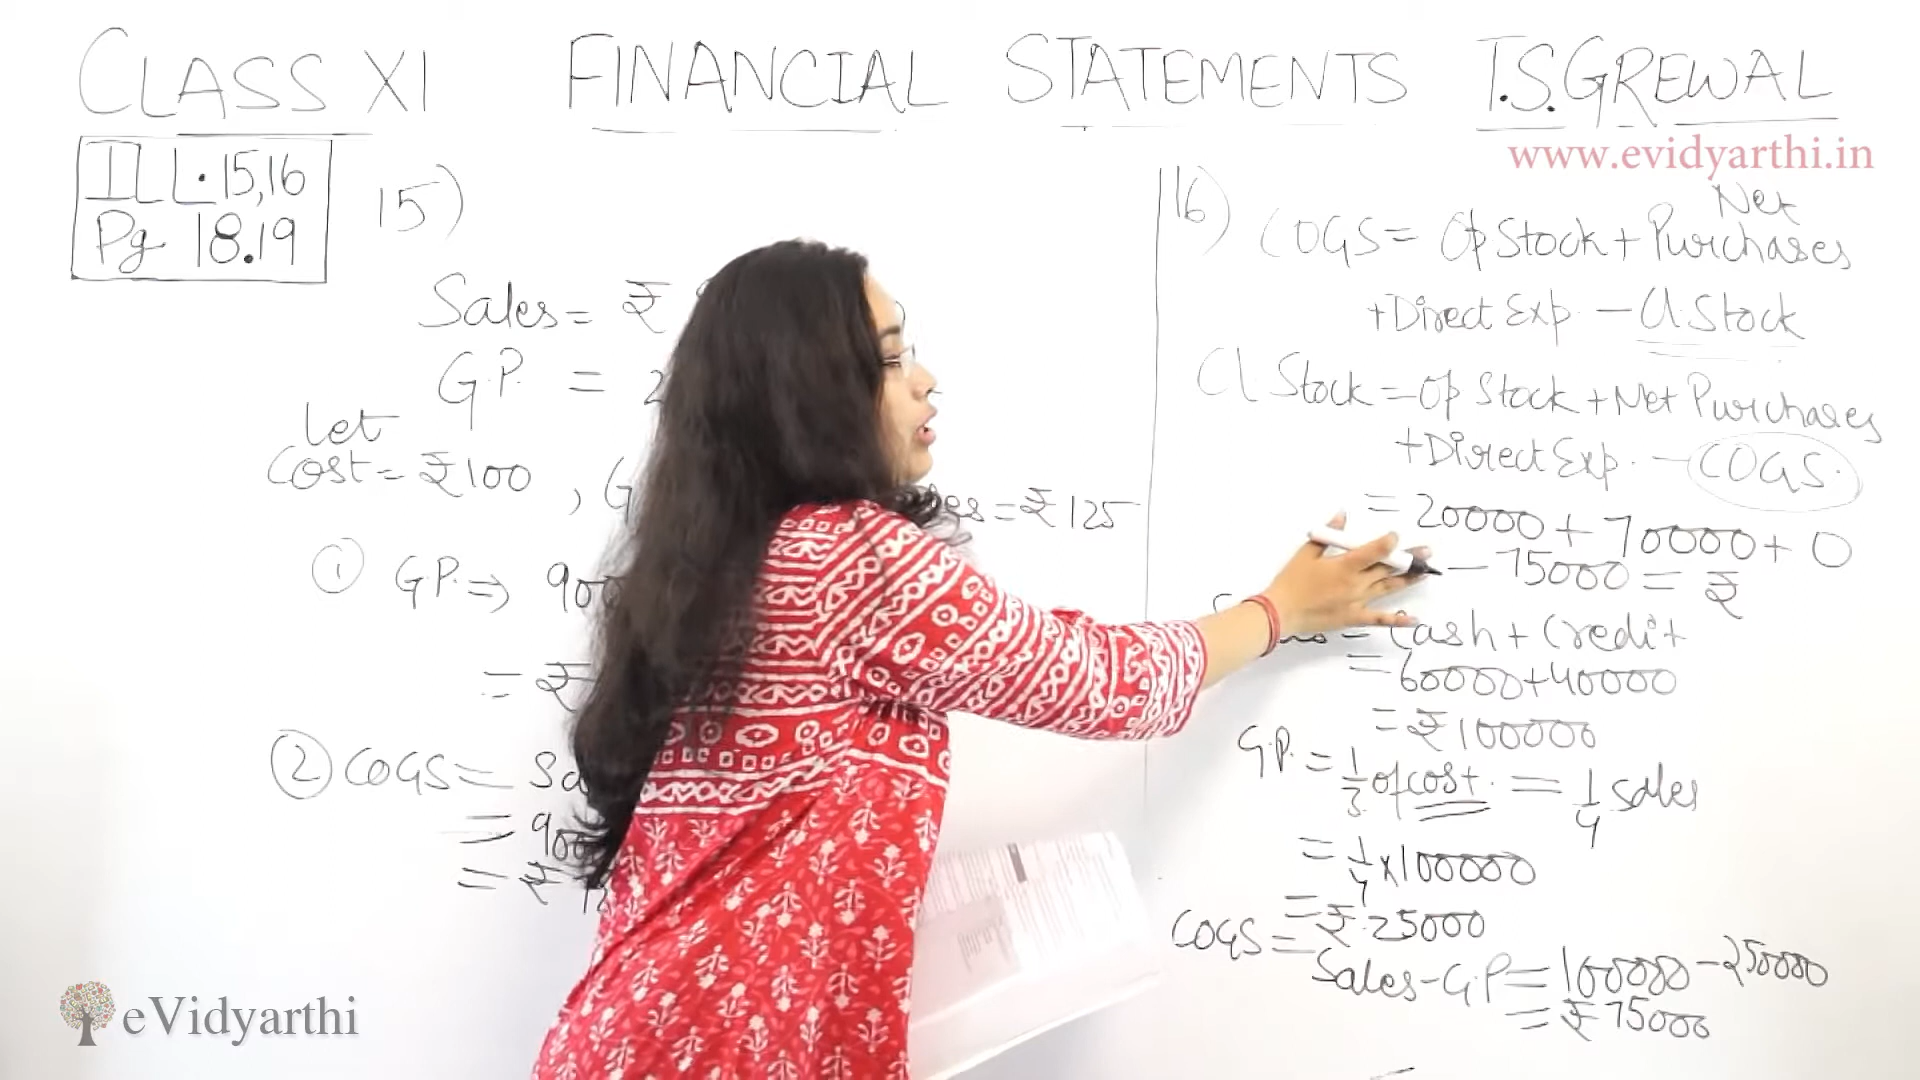 CLASS XI FINANCIAL STATEMENTS T.S.GREWAL
www.evidyarthi.in
ILL.15,16
Pg 18.19
15)
Sales = ₹
G.P. = 2
let
Cost = ₹100 , G = ₹125
① G.P. ⇒ 900
= ₹
② COGS = Sa
= 900
= ₹
16)
Net
COGS = Op Stock + Purchases
+ Direct Exp. - Cl. Stock
Cl. Stock = Op Stock + Net Purchases
+ Direct Exp. - COGS.
= 20000 + 70000 + 0
- 75000 = ₹
= Cash + Credit
= 60000 + 40000
= ₹100000
G.P. = 1/3 of cost. = 1/4 sales
= 1/4 x 100000
= ₹25000
COGS =
Sales - G.P = 100000 - 250000
= ₹75000
eVidyarthi